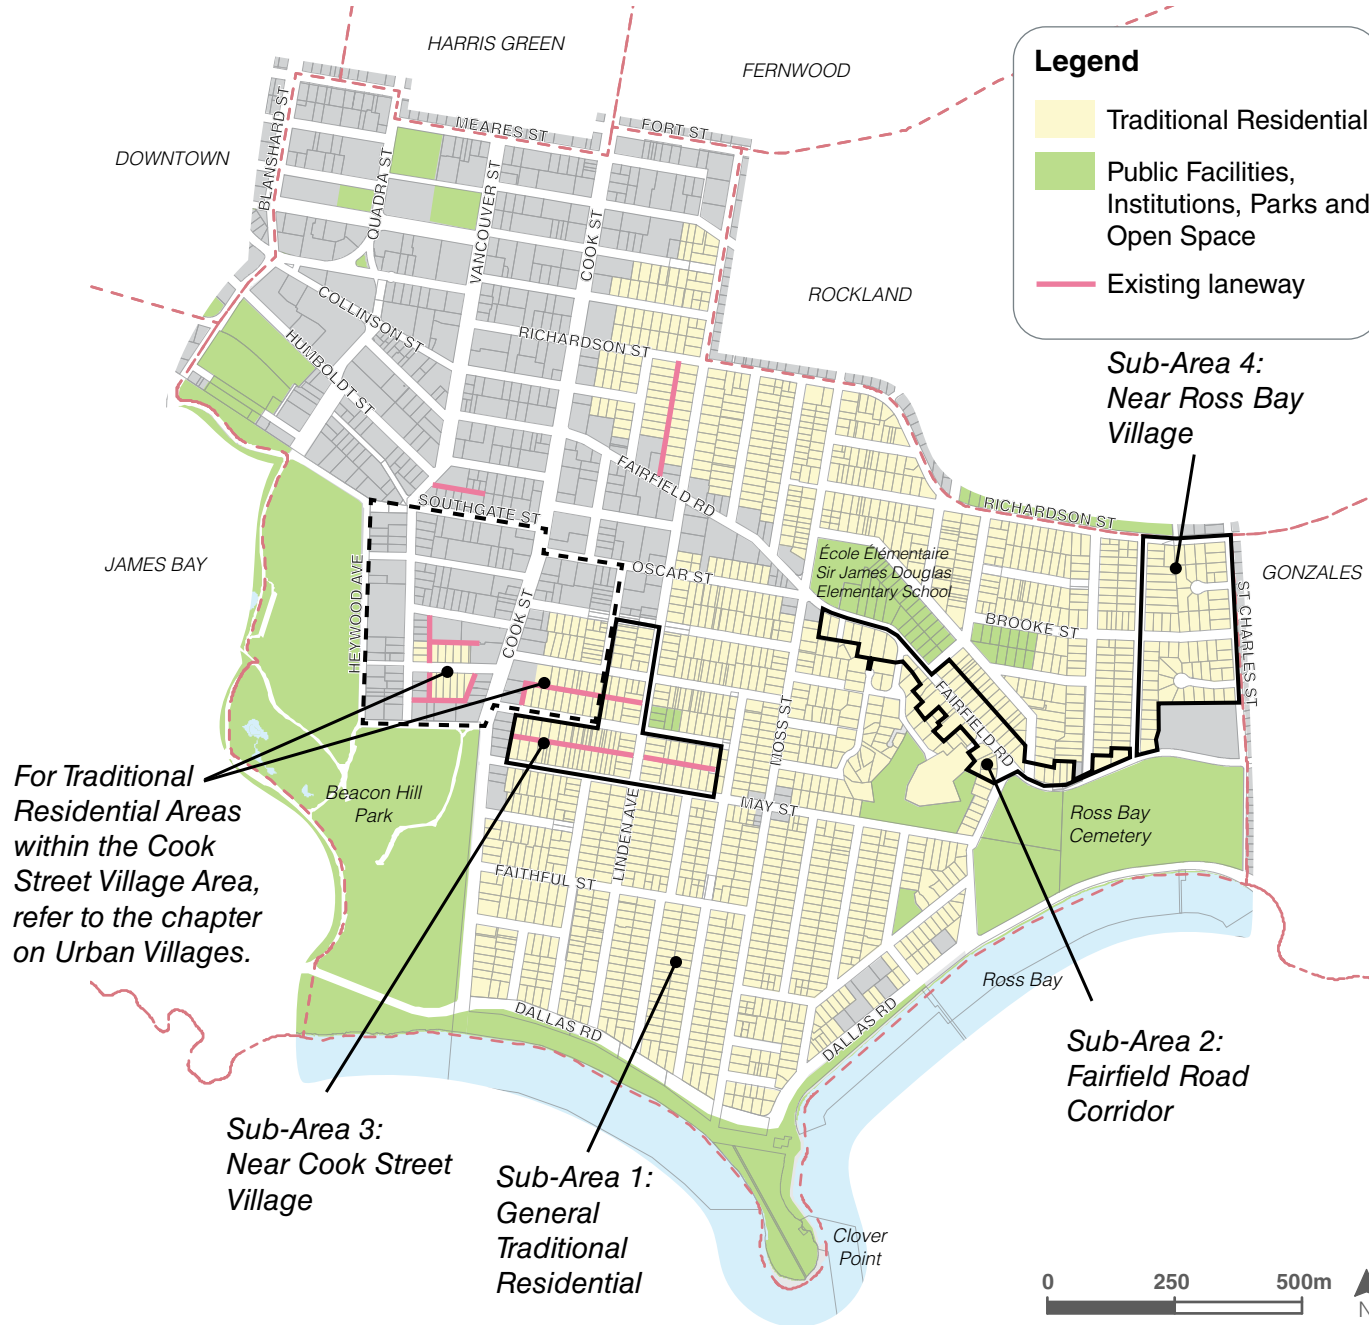 HARRIS GREEN
FERNWOOD
DOWNTOWN
ROCKLAND
JAMES BAY
GONZALES
Legend
Traditional Residential
Public Facilities,
Institutions, Parks and
Open Space
Existing laneway
BLANSHARD ST
QUADRA ST
MEARES ST
VANCOUVER ST
FORT ST
COOK ST
COLLINSON ST
HUMBOLDT ST
RICHARDSON ST
FAIRFIELD RD
SOUTHGATE ST
HEYWOOD AVE
COOK ST
OSCAR ST
École Élémentaire
Sir James Douglas
Elementary School
RICHARDSON ST
BROOKE ST
ST CHARLES ST
FAIRFIELD RD
MOSS ST
MAY ST
LINDEN AVE
FAITHFUL ST
DALLAS RD
DALLAS RD
Beacon Hill
Park
Ross Bay
Cemetery
Ross Bay
Clover
Point
Sub-Area 4:
Near Ross Bay
Village
For Traditional
Residential Areas
within the Cook
Street Village Area,
refer to the chapter
on Urban Villages.
Sub-Area 3:
Near Cook Street
Village
Sub-Area 1:
General
Traditional
Residential
Sub-Area 2:
Fairfield Road
Corridor
0 250 500m
N